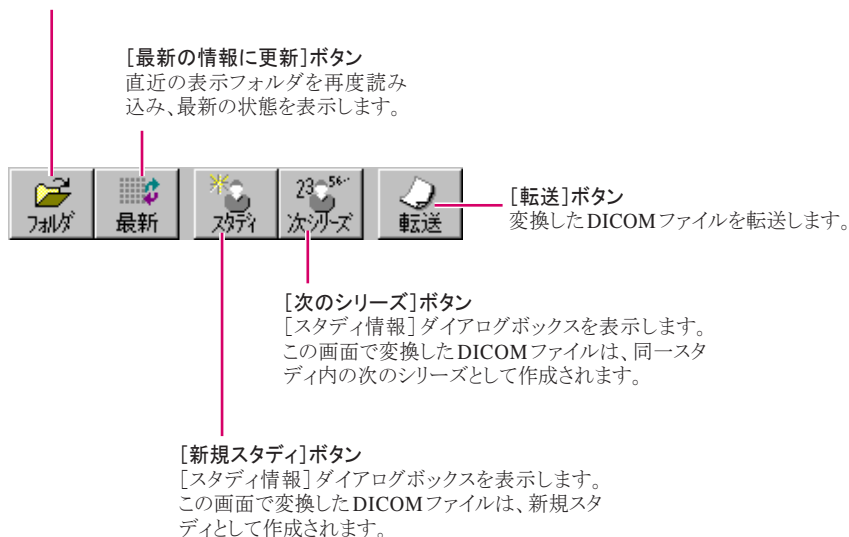 [最新の情報に更新]ボタン
直近の表示フォルダを再度読み
込み、最新の状態を表示します。
フォルダ
最新
スタディ
23 56..
次シリーズ
転送
[転送]ボタン
変換したDICOMファイルを転送します。
[次のシリーズ]ボタン
[スタディ情報]ダイアログボックスを表示します。
この画面で変換したDICOMファイルは、同一スタ
ディ内の次のシリーズとして作成されます。
[新規スタディ]ボタン
[スタディ情報]ダイアログボックスを表示します。
この画面で変換したDICOMファイルは、新規スタ
ディとして作成されます。